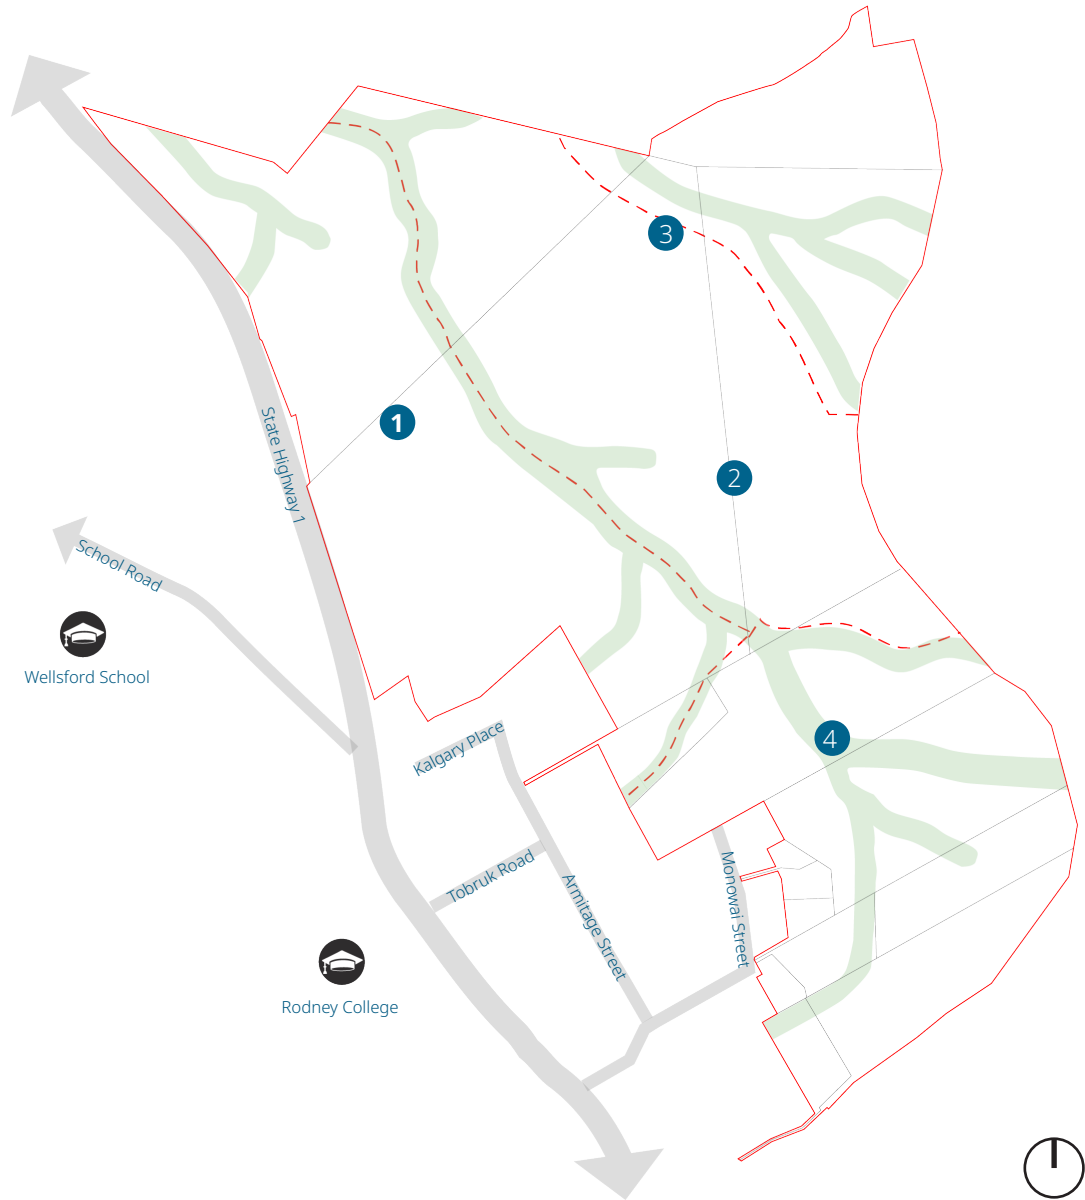 3
1
State Highway 1
2
School Road
Wellsford School
Kalgary Place
4
Tobruk Road
Armitage Street
Monowai Street
Rodney College